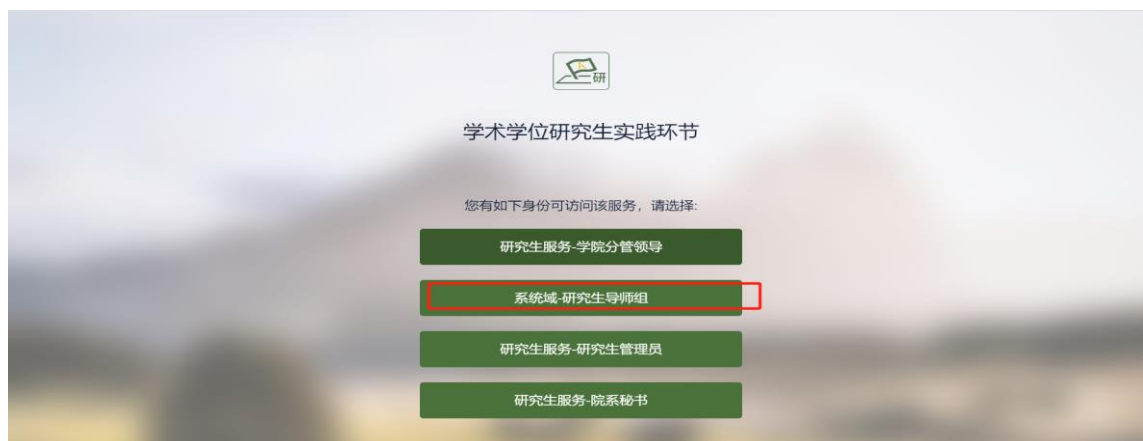 研
学术学位研究生实践环节
您有如下身份可访问该服务，请选择:
研究生服务-学院分管领导
系统域-研究生导师组
研究生服务-研究生管理员
研究生服务-院系秘书